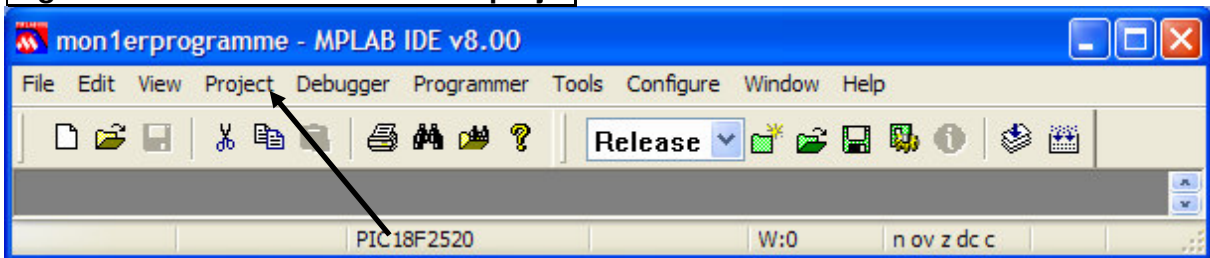 mon1erprogramme - MPLAB IDE v8.00
File Edit View Project Debugger Programmer Tools Configure Window Help
Release
PIC18F2520 W:0 n ov z dc c